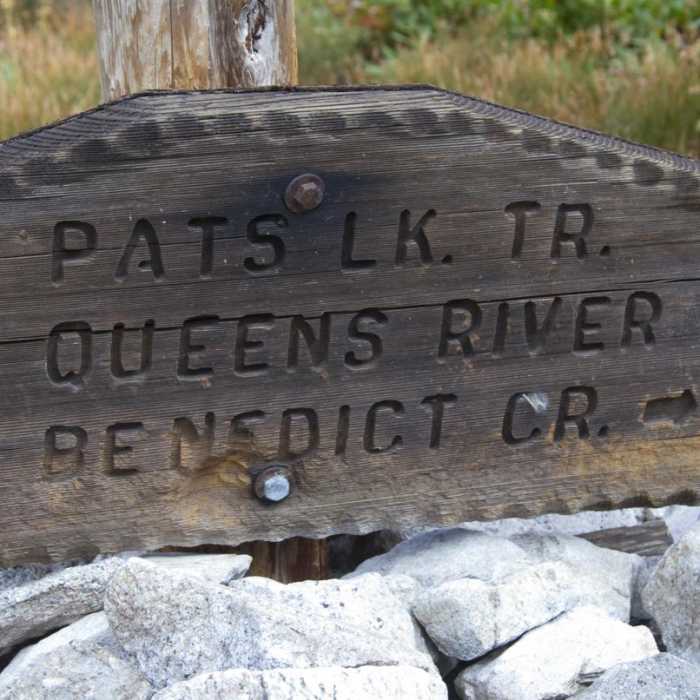 PATS LK. TR.
QUEENS RIVER
BENEDICT CR.